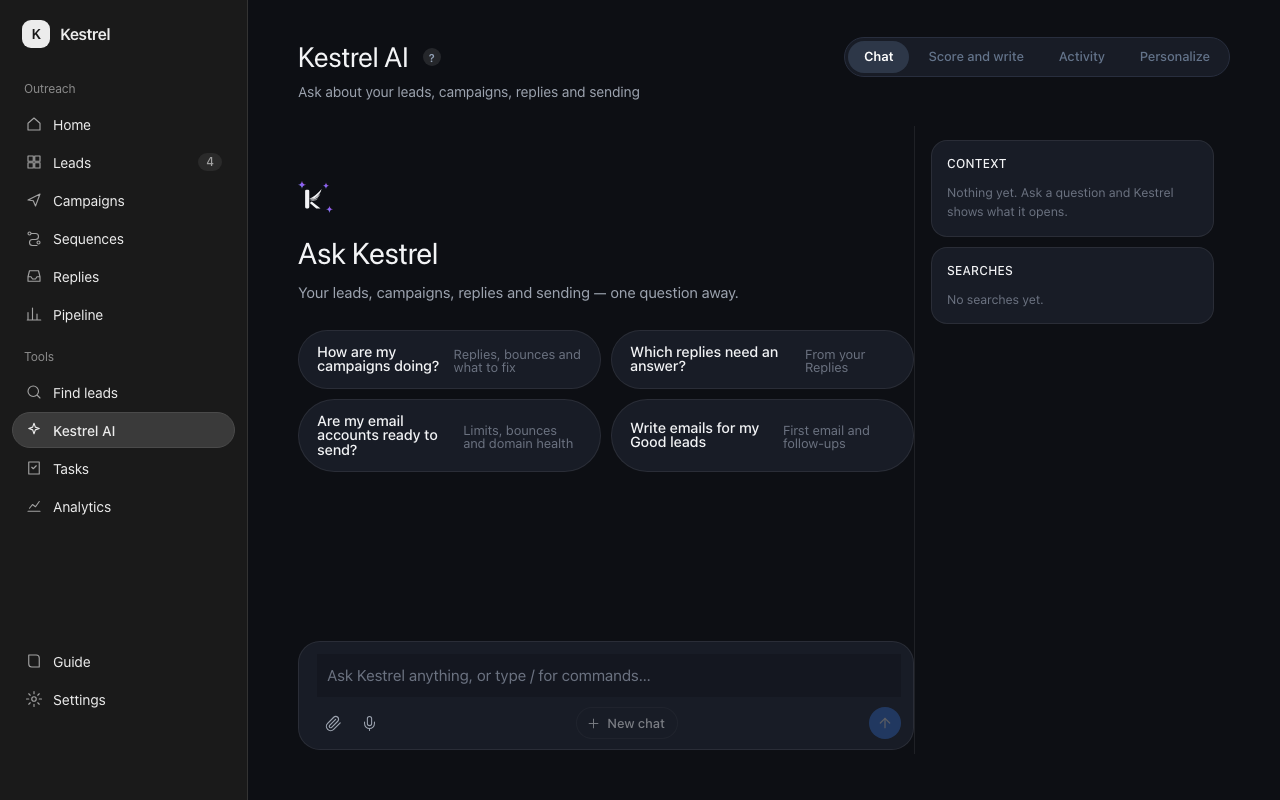 K Kestrel
Outreach
Home
Leads 4
Campaigns
Sequences
Replies
Pipeline
Tools
Find leads
Kestrel AI
Tasks
Analytics
Guide
Settings
Kestrel AI ?
Ask about your leads, campaigns, replies and sending
Chat Score and write Activity Personalize
K
Ask Kestrel
Your leads, campaigns, replies and sending — one question away.
How are my
campaigns doing?
Replies, bounces and
what to fix
Which replies need an
answer?
From your
Replies
Are my email
accounts ready to
send?
Limits, bounces
and domain health
Write emails for my
Good leads
First email and
follow-ups
Ask Kestrel anything, or type / for commands...
New chat
CONTEXT
Nothing yet. Ask a question and Kestrel
shows what it opens.
SEARCHES
No searches yet.